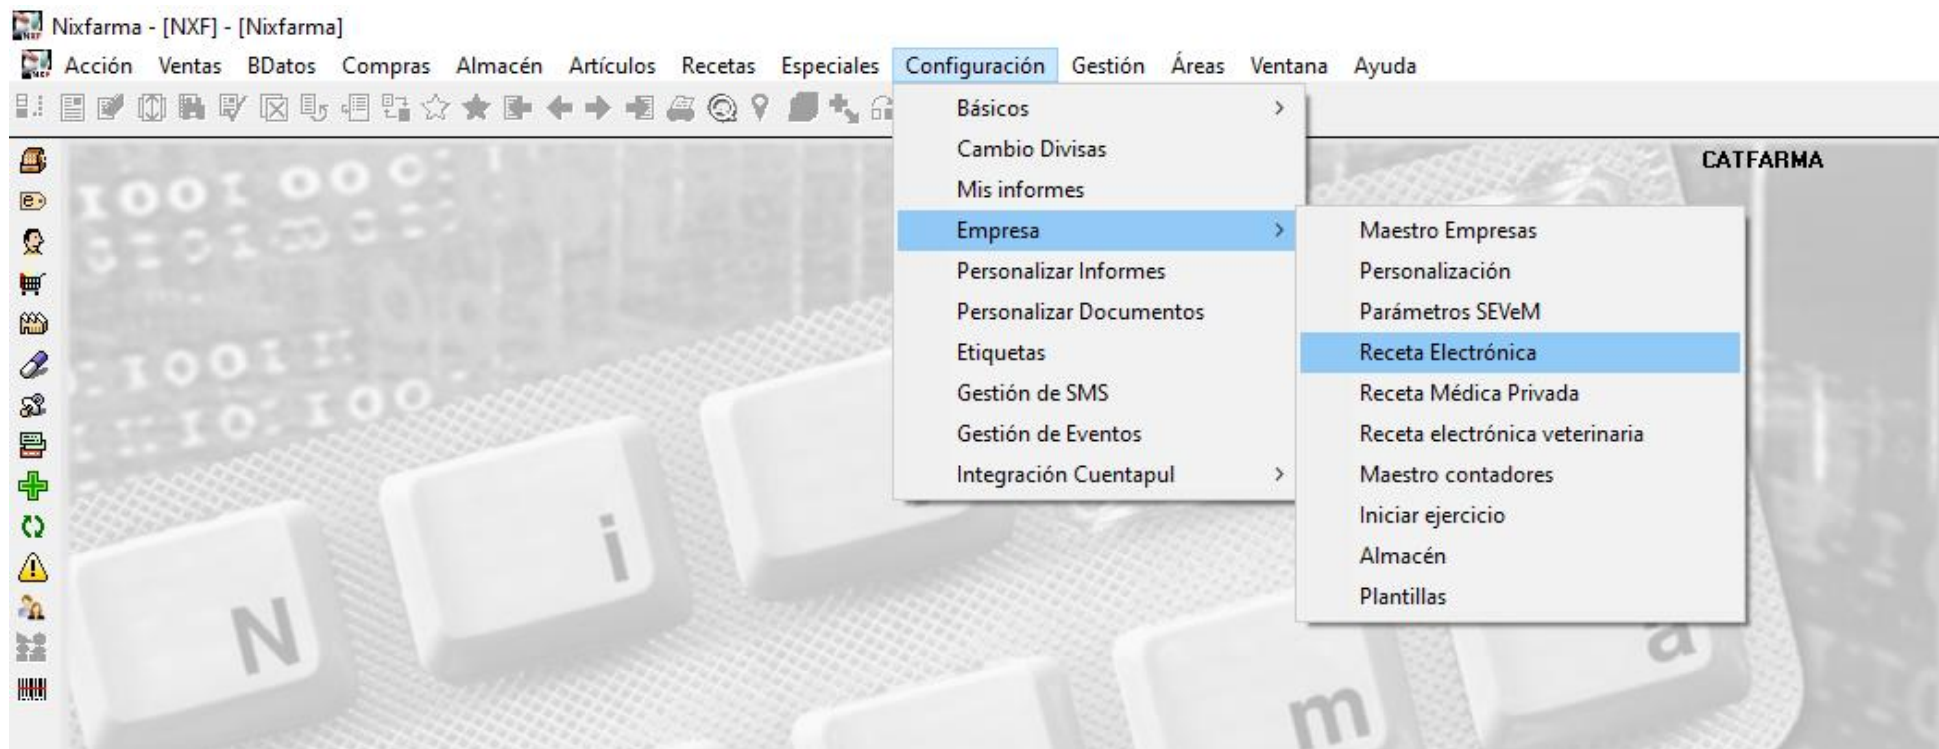 Nixfarma - [NXF] - [Nixfarma]
Acción Ventas BDatos Compras Almacén Artículos Recetas Especiales Configuración Gestión Áreas Ventana Ayuda
Básicos
Cambio Divisas
Mis informes
Empresa
Personalizar Informes
Personalizar Documentos
Etiquetas
Gestión de SMS
Gestión de Eventos
Integración Cuentapul
CATFARMA
Maestro Empresas
Personalización
Parámetros SEVeM
Receta Electrónica
Receta Médica Privada
Receta electrónica veterinaria
Maestro contadores
Iniciar ejercicio
Almacén
Plantillas
N i m a